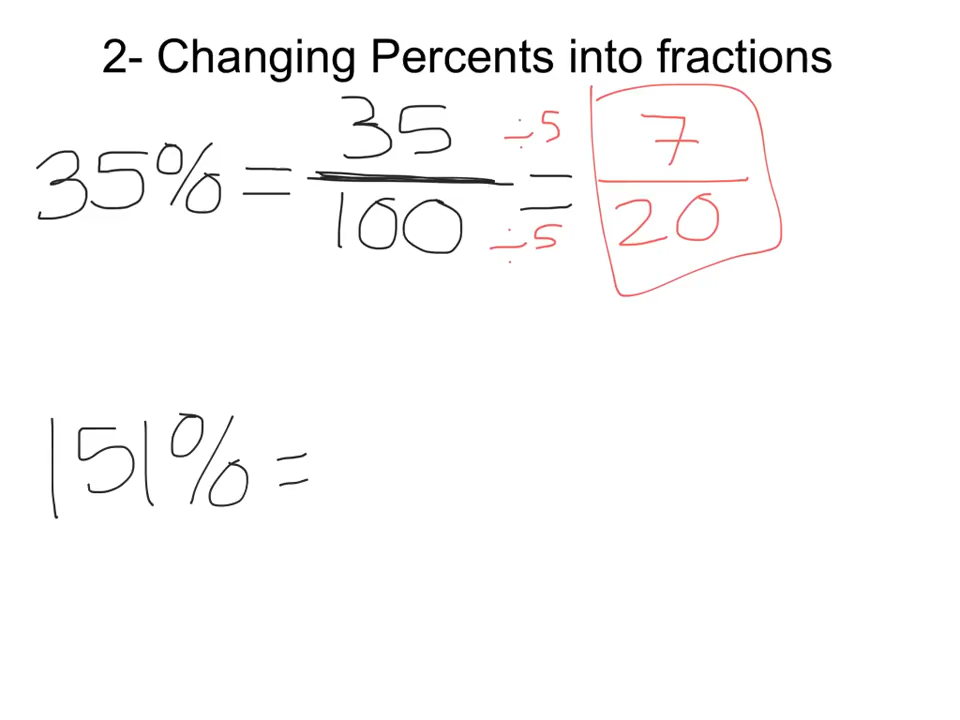 2- Changing Percents into fractions
35% = 35/100 ÷5 ÷5 = 7/20
151% =